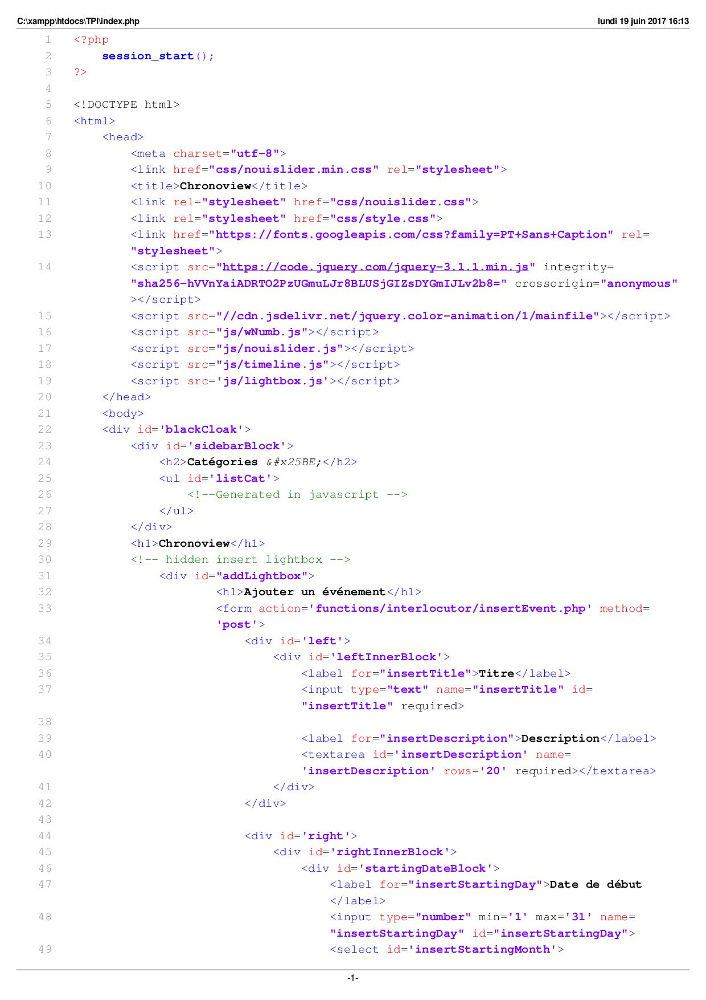 C:\xampp\htdocs\TPI\index.php lundi 19 juin 2017 16:13
1 <?php
2 session_start();
3 ?>
4
5 <!DOCTYPE html>
6 <html>
7 <head>
8 <meta charset="utf-8">
9 <link href="css/nouislider.min.css" rel="stylesheet">
10 <title>Chronoview</title>
11 <link rel="stylesheet" href="css/nouislider.css">
12 <link rel="stylesheet" href="css/style.css">
13 <link href="https://fonts.googleapis.com/css?family=PT+Sans+Caption" rel=
"stylesheet">
14 <script src="https://code.jquery.com/jquery-3.1.1.min.js" integrity=
"sha256-hVVnYaiADRTO2PzUGmuLJr8BLUSjGIZsDYGmIJLv2b8=" crossorigin="anonymous"
></script>
15 <script src="//cdn.jsdelivr.net/jquery.color-animation/1/mainfile"></script>
16 <script src="js/wNumb.js"></script>
17 <script src="js/nouislider.js"></script>
18 <script src="js/timeline.js"></script>
19 <script src='js/lightbox.js'></script>
20 </head>
21 <body>
22 <div id='blackCloak'>
23 <div id='sidebarBlock'>
24 <h2>Catégories &#x25BE;</h2>
25 <ul id='listCat'>
26 <!--Generated in javascript -->
27 </ul>
28 </div>
29 <h1>Chronoview</h1>
30 <!-- hidden insert lightbox -->
31 <div id="addLightbox">
32 <h1>Ajouter un événement</h1>
33 <form action='functions/interlocutor/insertEvent.php' method=
'post'>
34 <div id='left'>
35 <div id='leftInnerBlock'>
36 <label for="insertTitle">Titre</label>
37 <input type="text" name="insertTitle" id=
"insertTitle" required>
38
39 <label for="insertDescription">Description</label>
40 <textarea id='insertDescription' name=
'insertDescription' rows='20' required></textarea>
41 </div>
42 </div>
43
44 <div id='right'>
45 <div id='rightInnerBlock'>
46 <div id='startingDateBlock'>
47 <label for="insertStartingDay">Date de début
</label>
48 <input type="number" min='1' max='31' name=
"insertStartingDay" id="insertStartingDay">
49 <select id='insertStartingMonth'>
-1-